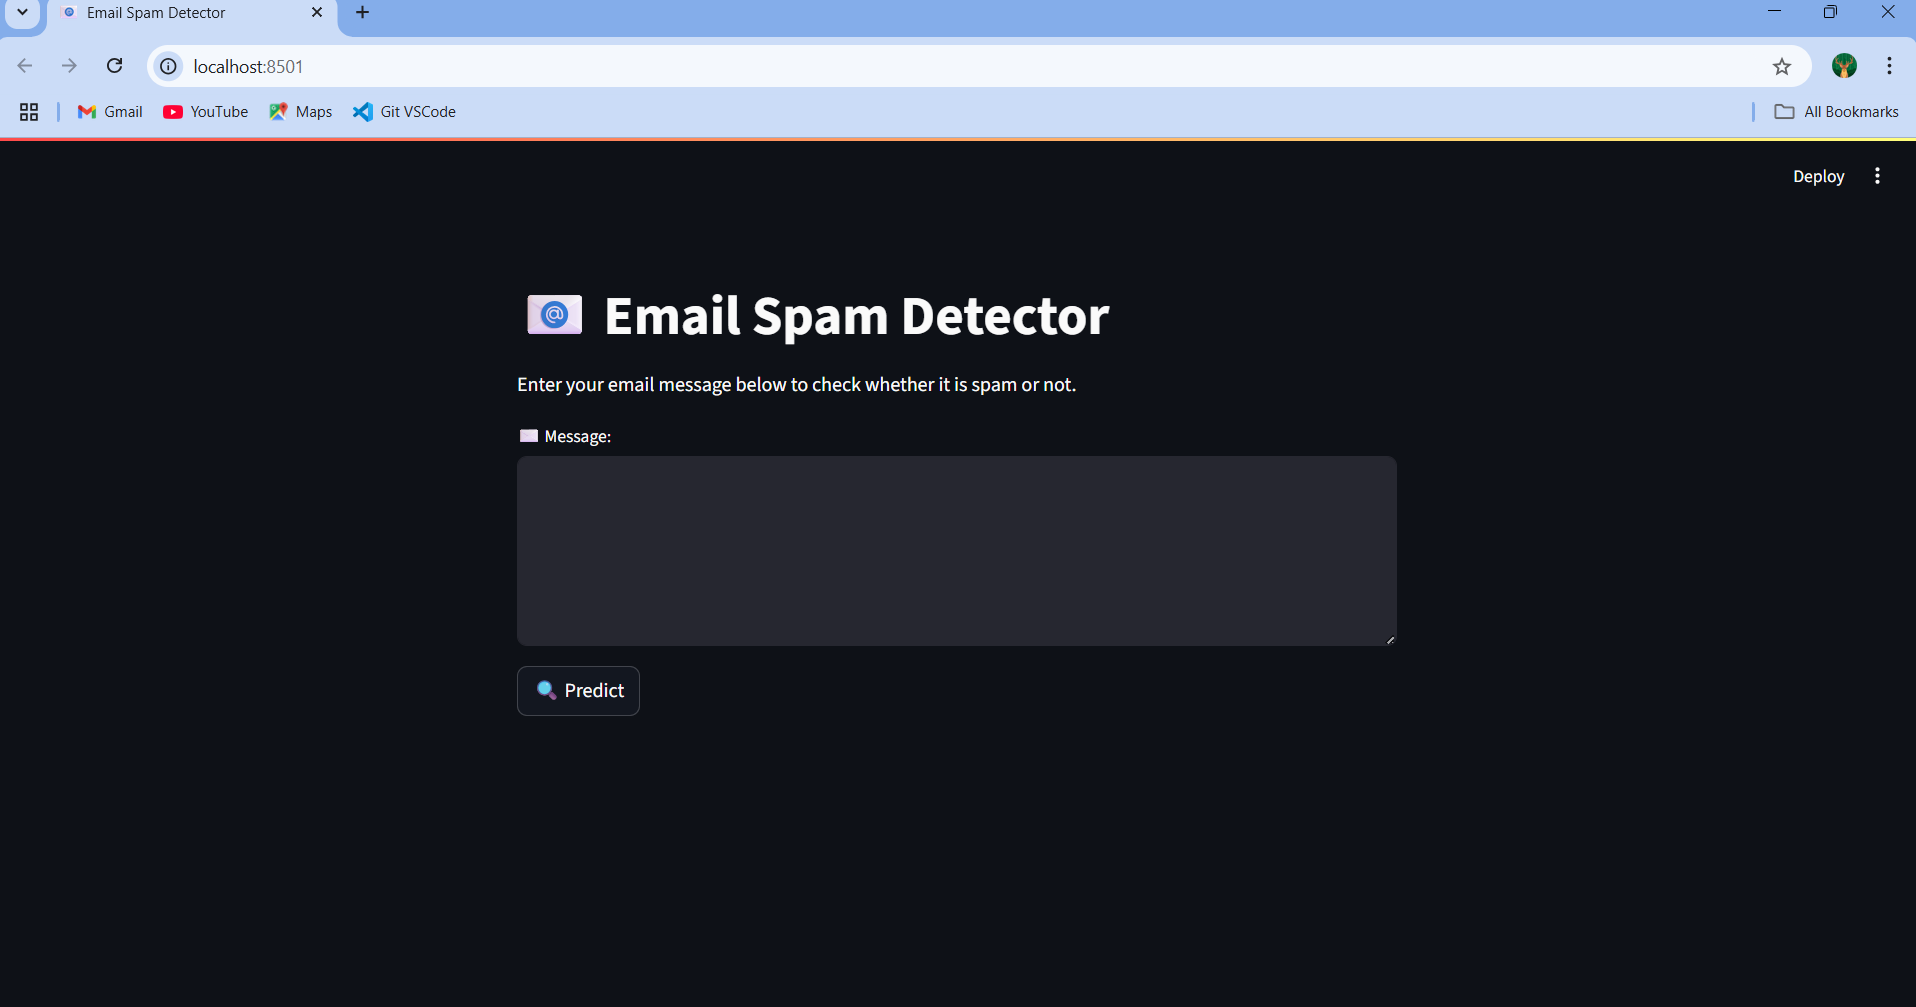 Email Spam Detector
localhost:8501
Gmail YouTube Maps Git VSCode All Bookmarks
Deploy
Email Spam Detector
Enter your email message below to check whether it is spam or not.
Message:
Predict